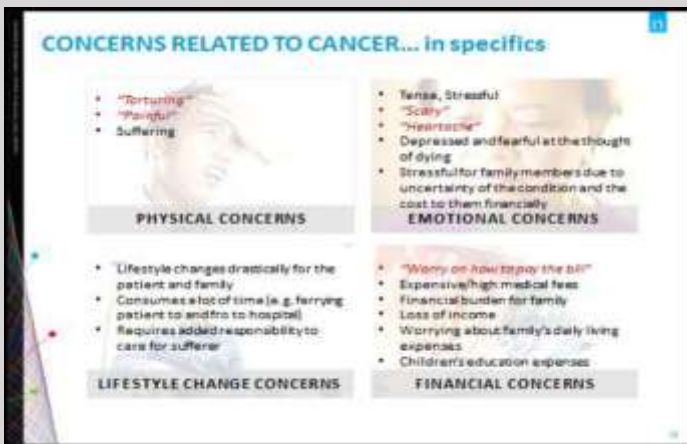 CONCERNS RELATED TO CANCER... in specifics
n
• "Torturing"
• "Painful"
• Suffering
PHYSICAL CONCERNS
• Tense, Stressful
• "Scary"
• "Heartache"
• Depressed and fearful at the thought
of dying
• Stressful for family members due to
uncertainty of the condition and the
cost to them financially
EMOTIONAL CONCERNS
• Lifestyle changes drastically for the
patient and family
• Consumes a lot of time (e.g. ferrying
patient to and fro to hospital)
• Requires added responsibility to
care for sufferer
LIFESTYLE CHANGE CONCERNS
• "Worry on how to pay the bill"
• Expensive/high medical fees
• Financial burden for family
• Loss of income
• Worrying about family's daily living
expenses
• Children's education expenses
FINANCIAL CONCERNS